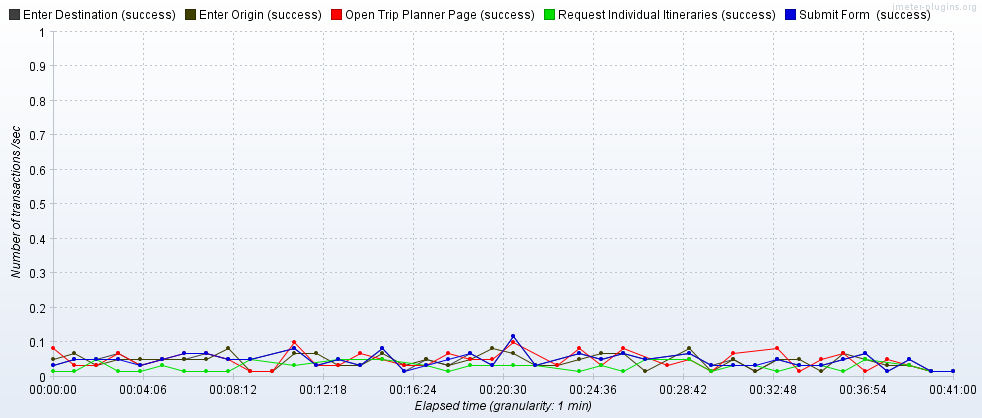 jmeter-plugins.org
Enter Destination (success) Enter Origin (success) Open Trip Planner Page (success) Request Individual Itineraries (success) Submit Form (success)
1
0.9
0.8
0.7
0.6
0.5
0.4
0.3
0.2
0.1
0
Number of transactions /sec
00:00:00 00:04:06 00:08:12 00:12:18 00:16:24 00:20:30 00:24:36 00:28:42 00:32:48 00:36:54 00:41:00
Elapsed time (granularity: 1 min)